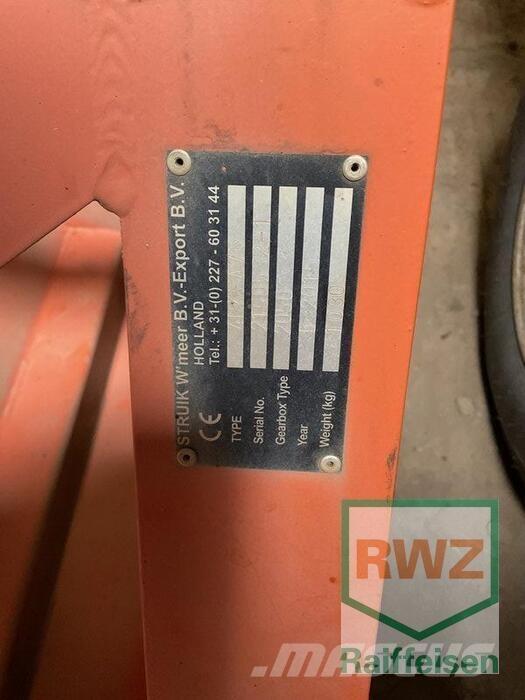 STRUIK W'meer B.V.-Export B.V.
HOLLAND
Tel.: + 31-(0) 227 - 60 31 44
CE
TYPE
Serial No.
Gearbox Type
Year
Weight (kg)
RWZ
MASCUS
Raiffeisen